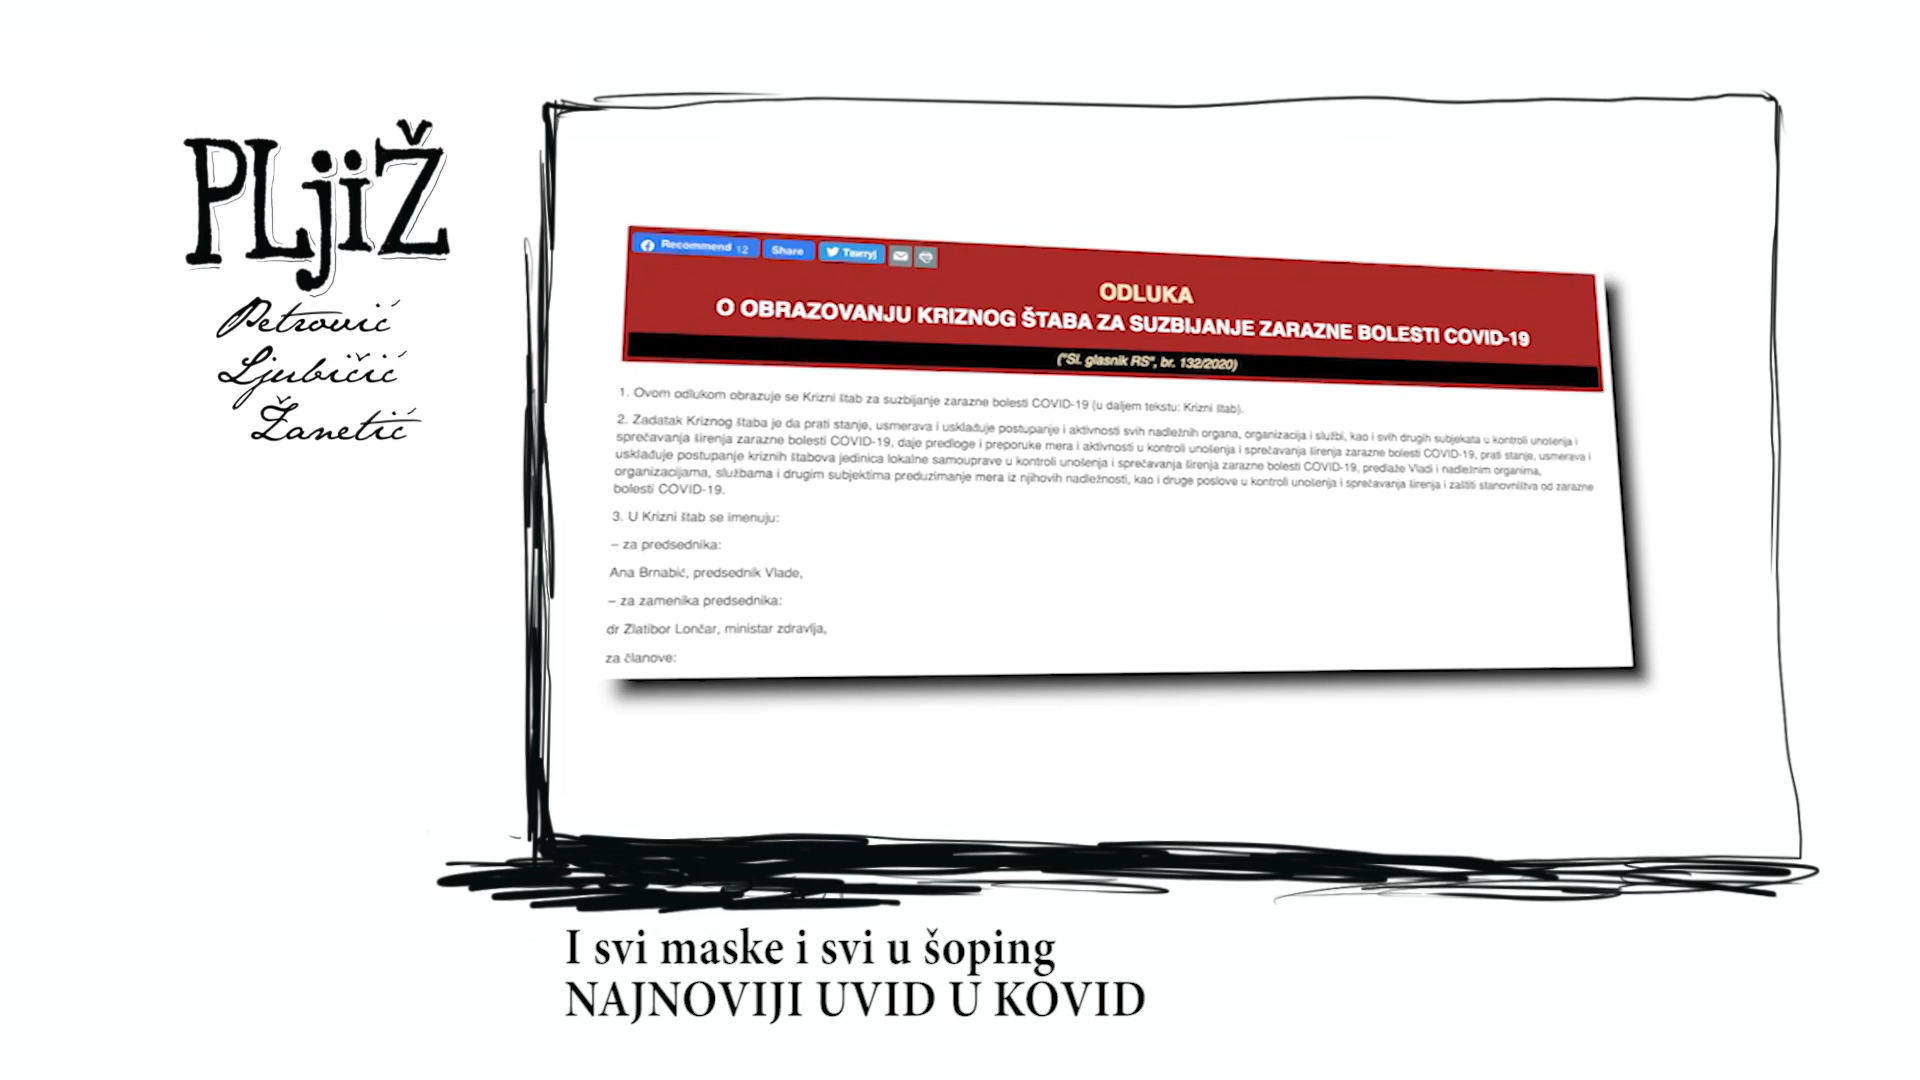 PLjiŽ
Petrović
Ljubičić
Žanetić
Recommend 12 Share Твитуј
ODLUKA
O OBRAZOVANJU KRIZNOG ŠTABA ZA SUZBIJANJE ZARAZNE BOLESTI COVID-19
("Sl. glasnik RS", br. 132/2020)
1. Ovom odlukom obrazuje se Krizni štab za suzbijanje zarazne bolesti COVID-19 (u daljem tekstu: Krizni štab).
2. Zadatak Kriznog štaba je da prati stanje, usmerava i usklađuje postupanje i aktivnosti svih nadležnih organa, organizacija i službi, kao i svih drugih subjekata u kontroli unošenja i
sprečavanja širenja zarazne bolesti COVID-19, daje predloge i preporuke mera i aktivnosti u kontroli unošenja i sprečavanja širenja zarazne bolesti COVID-19, prati stanje, usmerava i
usklađuje postupanje kriznih štabova jedinica lokalne samouprave u kontroli unošenja i sprečavanja širenja zarazne bolesti COVID-19, predlaže Vladi i nadležnim organima,
organizacijama, službama i drugim subjektima preduzimanje mera iz njihovih nadležnosti, kao i druge poslove u kontroli unošenja i sprečavanja širenja i zaštiti stanovništva od zarazne
bolesti COVID-19.
3. U Krizni štab se imenuju:
– za predsednika:
Ana Brnabić, predsednik Vlade,
– za zamenika predsednika:
dr Zlatibor Lončar, ministar zdravlja,
za članove:
I svi maske i svi u šoping
NAJNOVIJI UVID U KOVID